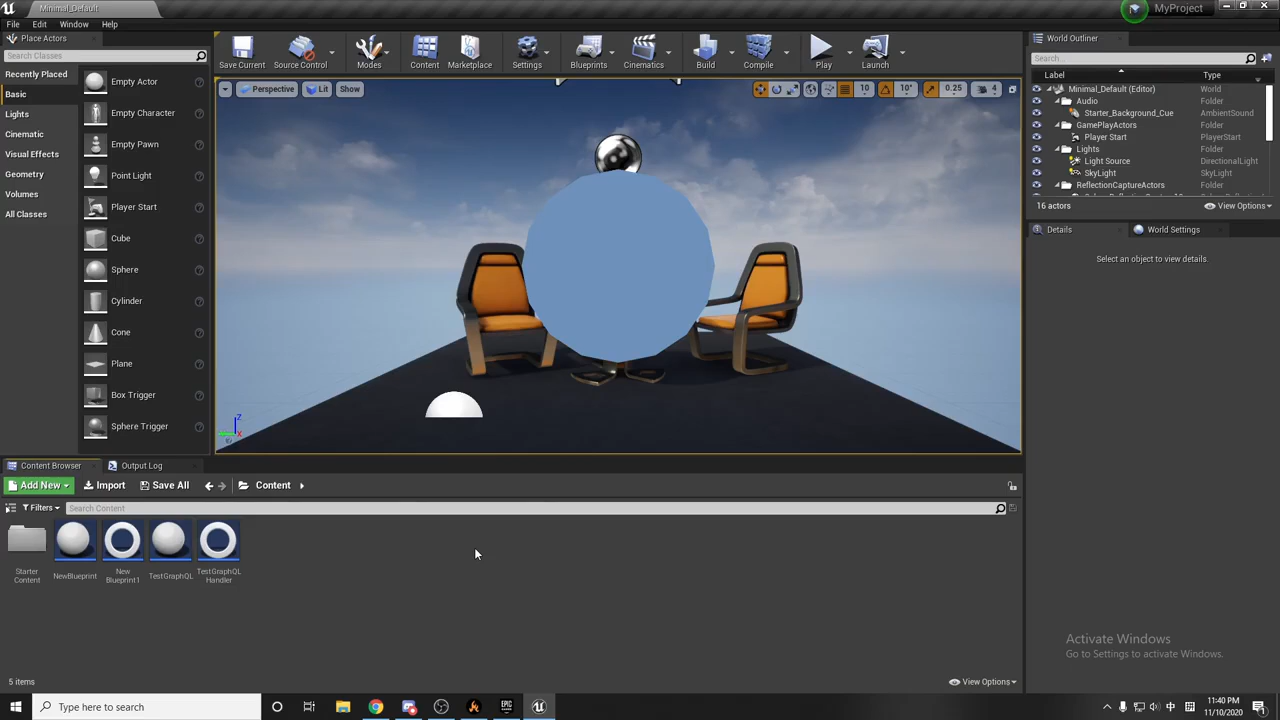 Minimal_Default
MyProject
File Edit Window Help
Place Actors
Search Classes
Recently Placed
Basic
Lights
Cinematic
Visual Effects
Geometry
Volumes
All Classes
Empty Actor
Empty Character
Empty Pawn
Point Light
Player Start
Cube
Sphere
Cylinder
Cone
Plane
Box Trigger
Sphere Trigger
Save Current
Source Control
Modes
Content
Marketplace
Settings
Blueprints
Cinematics
Build
Compile
Play
Launch
Perspective Lit Show
10 10° 0.25 4
Z
X
World Outliner
Search...
Label Type
Minimal_Default (Editor) World
Audio Folder
Starter_Background_Cue AmbientSound
GamePlayActors Folder
Player Start PlayerStart
Lights Folder
Light Source DirectionalLight
SkyLight SkyLight
ReflectionCaptureActors Folder
16 actors View Options
Details World Settings
Select an object to view details.
Content Browser Output Log
Add New Import Save All Content
Filters Search Content
Starter
Content
NewBlueprint
New
Blueprint1
TestGraphQL
TestGraphQL
Handler
5 items View Options
Activate Windows
Go to Settings to activate Windows.
Type here to search
EPIC
中
11:40 PM
11/10/2020
1